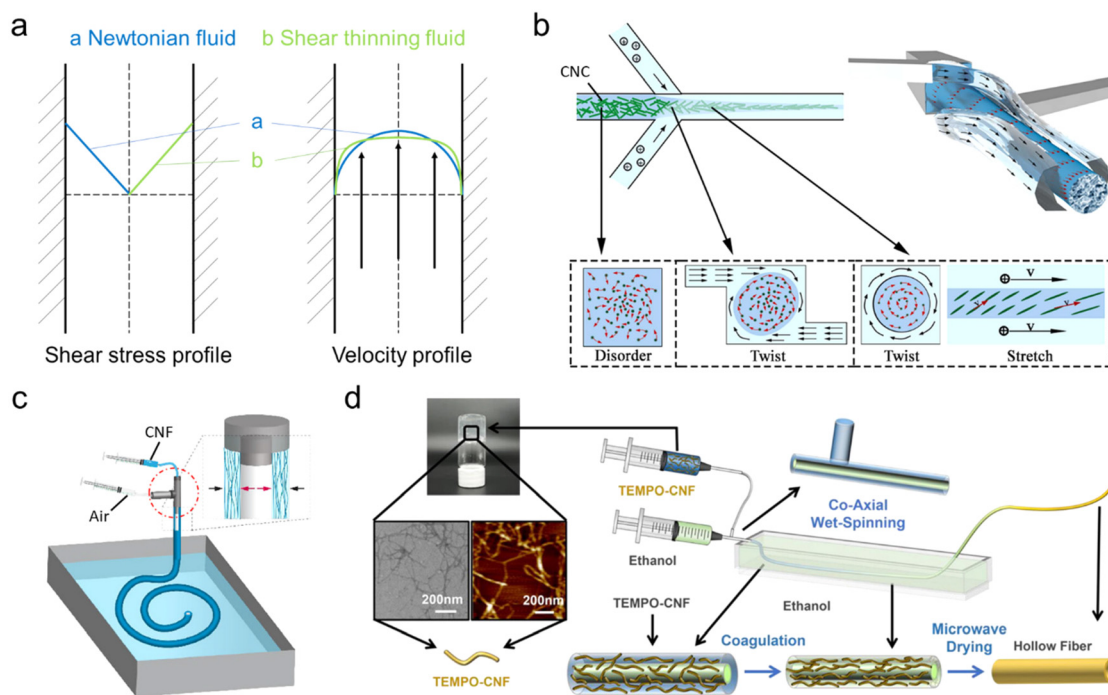 a
a Newtonian fluid b Shear thinning fluid
a
b
Shear stress profile
Velocity profile
b
CNC
Disorder
Twist
Twist
v
v
v
v
Stretch
c
CNF
Air
d
TEMPO-CNF
Ethanol
Co-Axial
Wet-Spinning
200nm
200nm
TEMPO-CNF
TEMPO-CNF
Ethanol
Coagulation
Microwave
Drying
Hollow Fiber